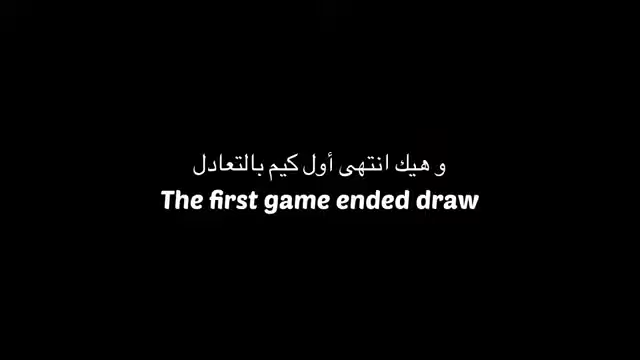 و هيك انتهى أول كيم بالتعادل
The first game ended draw